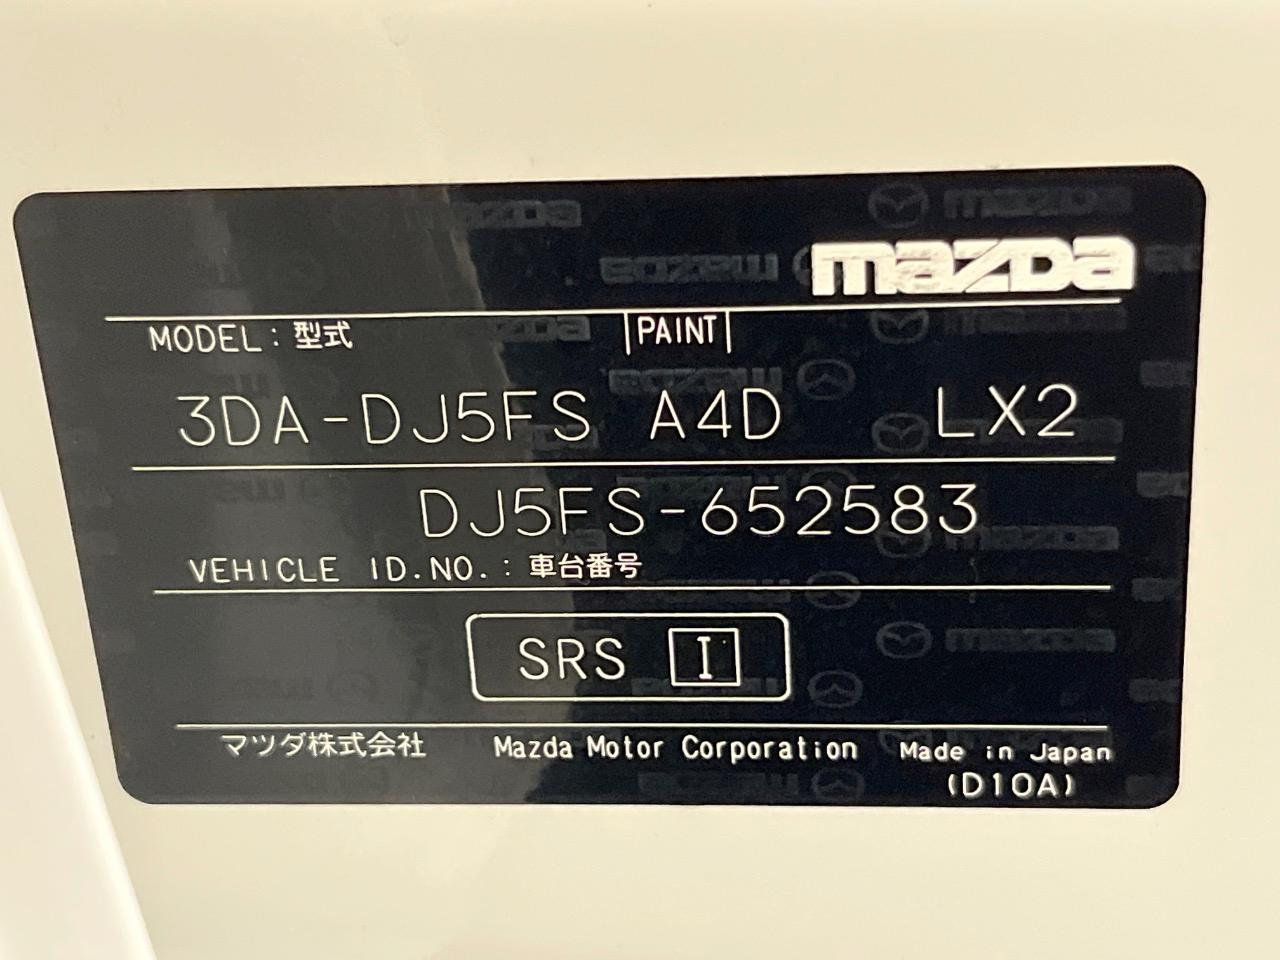 mazda
MODEL : 型式 PAINT
3DA-DJ5FS A4D LX2
DJ5FS-652583
VEHICLE ID.NO. : 車台番号
SRS I
マツダ株式会社 Mazda Motor Corporation Made in Japan
(D10A)